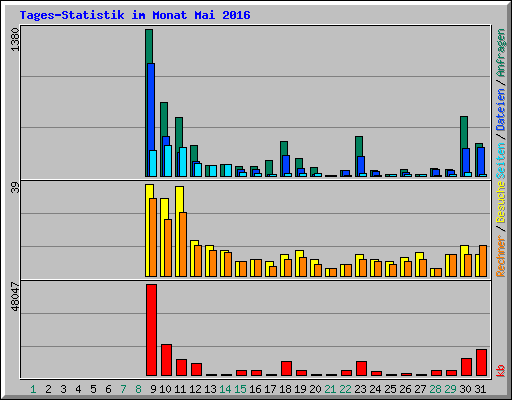 Tages-Statistik im Monat Mai 2016
1380
39
48047
Rechner / Besuche Seiten / Dateien / Anfragen
kb
1 2 3 4 5 6 7 8 9 10 11 12 13 14 15 16 17 18 19 20 21 22 23 24 25 26 27 28 29 30 31